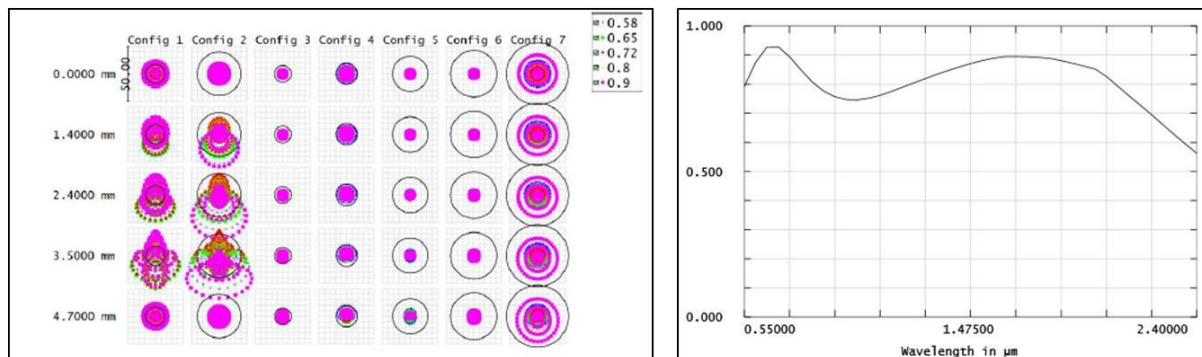 Config 1 Config 2 Config 3 Config 4 Config 5 Config 6 Config 7
0.58
0.65
0.72
0.8
0.9
0.0000 mm
50.00
1.4000 mm
2.4000 mm
3.5000 mm
4.7000 mm
1.000
0.500
0.000
0.55000 1.47500 2.40000
Wavelength in µm